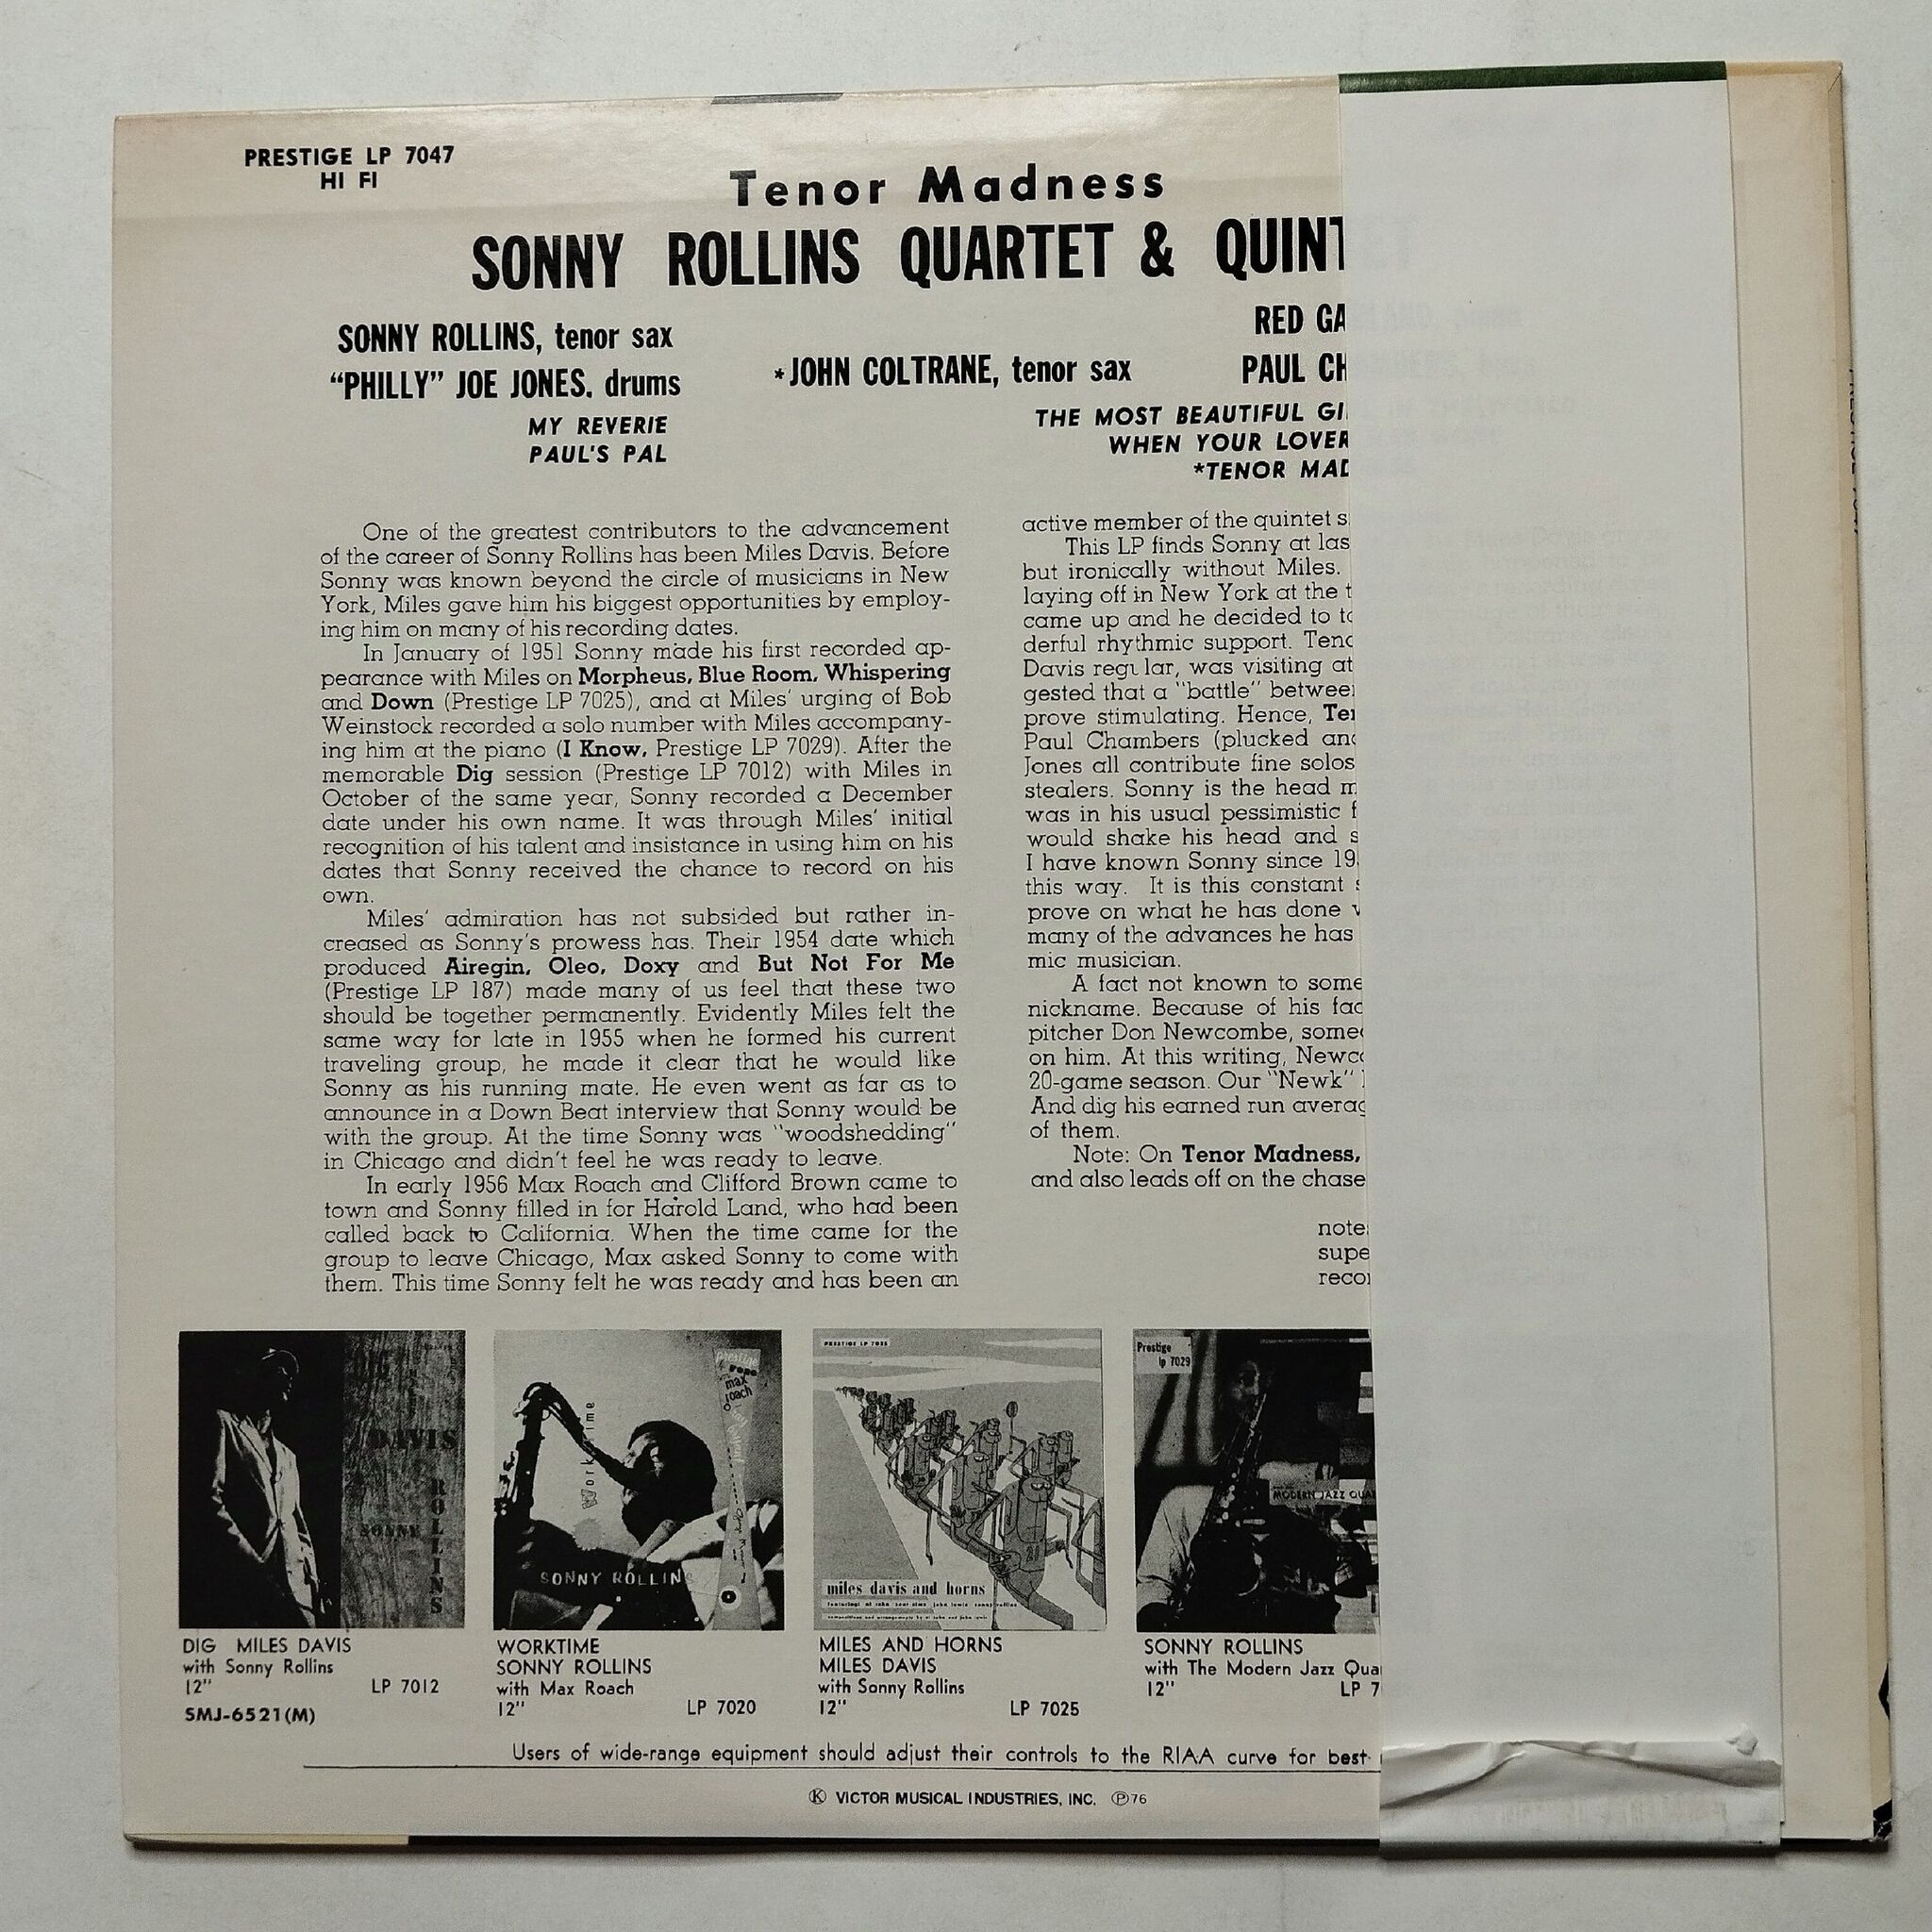 PRESTIGE LP 7047
HI FI
Tenor Madness
SONNY ROLLINS QUARTET &
SONNY ROLLINS, tenor sax
"PHILLY" JOE JONES, drums
*JOHN COLTRANE, tenor sax
RED
PAUL
MY REVERIE
PAUL'S PAL
THE MOST BEAUTIFUL
WHEN YOUR LOVER
*TENOR
One of the greatest contributors to the advancement
of the career of Sonny Rollins has been Miles Davis. Before
Sonny was known beyond the circle of musicians in New
York, Miles gave him his biggest opportunities by employ-
ing him on many of his recording dates.
In January of 1951 Sonny made his first recorded ap-
pearance with Miles on Morpheus, Blue Room, Whispering
and Down (Prestige LP 7025), and at Miles' urging of Bob
Weinstock recorded a solo number with Miles accompany-
ing him at the piano (I Know, Prestige LP 7029). After the
memorable Dig session (Prestige LP 7012) with Miles in
October of the same year, Sonny recorded a December
date under his own name. It was through Miles' initial
recognition of his talent and insistance in using him on his
dates that Sonny received the chance to record on his
own.
Miles' admiration has not subsided but rather in-
creased as Sonny's prowess has. Their 1954 date which
produced Airegin, Oleo, Doxy and But Not For Me
(Prestige LP 187) made many of us feel that these two
should be together permanently. Evidently Miles felt the
same way for late in 1955 when he formed his current
traveling group, he made it clear that he would like
Sonny as his running mate. He even went as far as to
announce in a Down Beat interview that Sonny would be
with the group. At the time Sonny was "woodshedding"
in Chicago and didn't feel he was ready to leave.
In early 1956 Max Roach and Clifford Brown came to
town and Sonny filled in for Harold Land, who had been
called back to California. When the time came for the
group to leave Chicago, Max asked Sonny to come with
them. This time Sonny felt he was ready and has been an
active member of the quintet
This LP finds Sonny at
but ironically without Miles.
laying off in New York at the
came up and he decided to
derful rhythmic support.
Davis regular, was visiting at
gested that a "battle"
prove stimulating. Hence,
Paul Chambers (plucked
Jones all contribute fine solos
stealers. Sonny is the head
was in his usual pessimistic
would shake his head and
I have known Sonny since
this way. It is this constant
prove on what he has done
many of the advances he has
mic musician.
A fact not known to some
nickname. Because of his
pitcher Don Newcombe,
on him. At this writing,
20-game season. Our "Newk"
And dig his earned run
of them.
Note: On Tenor Madness,
and also leads off on the chase
note
supe
reco
DAVIS
SONNY
ROLLINS
Prestige
max
roach
Worktime
SONNY ROLLINS
PRESTIGE LP 7025
21
miles davis and horns
Prestige
lp 7029
MODERN JAZZ
DIG MILES DAVIS
with Sonny Rollins
12" LP 7012
WORKTIME
SONNY ROLLINS
with Max Roach
12" LP 7020
MILES AND HORNS
MILES DAVIS
with Sonny Rollins
12" LP 7025
SONNY ROLLINS
with The Modern Jazz
12" LP
SMJ-6521(M)
Users of wide-range equipment should adjust their controls to the RIAA curve for best
Ⓚ VICTOR MUSICAL INDUSTRIES, INC. ℗76